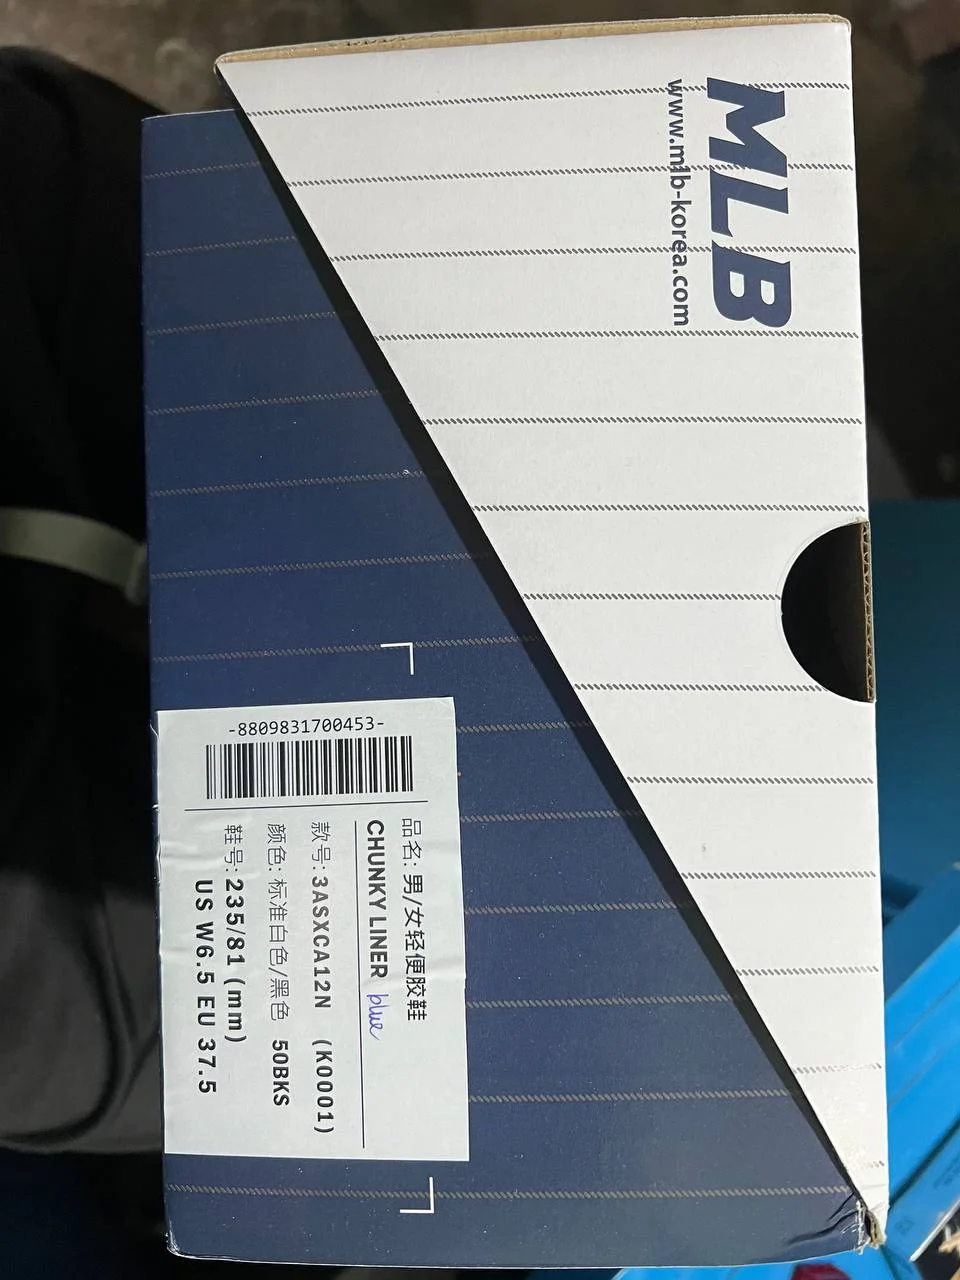 MLB
www.mlb-korea.com
-8809831700453-
品名: 男/女轻便胶鞋
CHUNKY LINER blue
款号: 3ASXCA12N (K0001)
颜色: 标准白色/黑色 50BKS
鞋号: 235/81 (mm)
US W6.5 EU 37.5